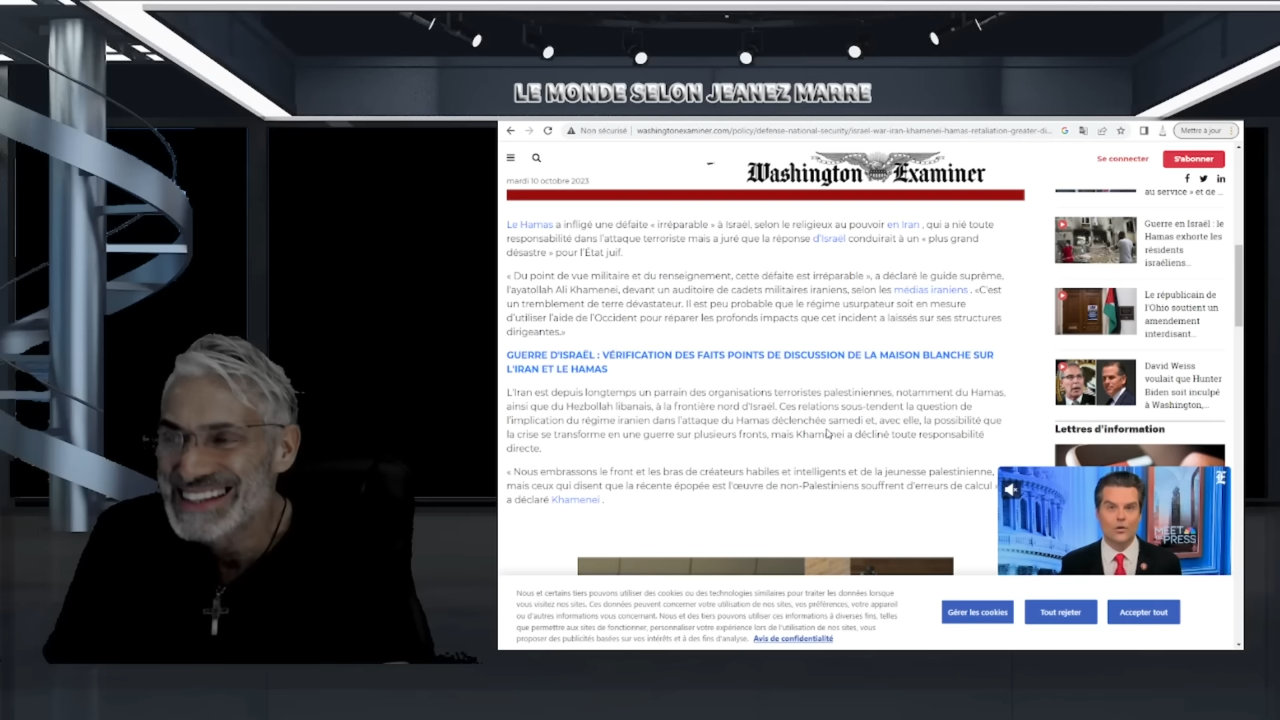 LE MONDE SELON JEANEZ MARRE
Non sécurisé
washingtonexaminer.com/policy/defense-national-security/israel-war-iran-khamenei-hamas-retaliation-greater-di...
Mettre à jour
mardi 10 octobre 2023
Washington Examiner
Se connecter
S'abonner
Le Hamas a infligé une défaite « irréparable » à Israël, selon le religieux au pouvoir en Iran , qui a nié toute
responsabilité dans l'attaque terroriste mais a juré que la réponse d'Israël conduirait à un « plus grand
désastre » pour l'État juif.
« Du point de vue militaire et du renseignement, cette défaite est irréparable », a déclaré le guide suprême,
l'ayatollah Ali Khamenei, devant un auditoire de cadets militaires iraniens, selon les médias iraniens . «C'est
un tremblement de terre dévastateur. Il est peu probable que le régime usurpateur soit en mesure
d'utiliser l'aide de l'Occident pour réparer les profonds impacts que cet incident a laissés sur ses structures
dirigeantes.»
GUERRE D'ISRAËL : VÉRIFICATION DES FAITS POINTS DE DISCUSSION DE LA MAISON BLANCHE SUR
L'IRAN ET LE HAMAS
L'Iran est depuis longtemps un parrain des organisations terroristes palestiniennes, notamment du Hamas,
ainsi que du Hezbollah libanais, à la frontière nord d'Israël. Ces relations sous-tendent la question de
l'implication du régime iranien dans l'attaque du Hamas déclenchée samedi et, avec elle, la possibilité que
la crise se transforme en une guerre sur plusieurs fronts, mais Khamenei a décliné toute responsabilité
directe.
« Nous embrassons le front et les bras de créateurs habiles et intelligents et de la jeunesse palestinienne,
mais ceux qui disent que la récente épopée est l'œuvre de non-Palestiniens souffrent d'erreurs de calcul »,
a déclaré Khamenei .
au service » et de ...
Guerre en Israël : le
Hamas exhorte les
résidents
israéliens...
Le républicain de
l'Ohio soutient un
amendement
interdisant...
David Weiss
voulait que Hunter
Biden soit inculpé
à Washington,...
Lettres d'information
MEET
PRESS
Nous et certains tiers pouvons utiliser des cookies ou des technologies similaires pour traiter les données lorsque
vous visitez nos sites. Ces données peuvent concerner votre utilisation de nos sites, vos préférences, votre appareil
ou d'autres informations vous concernant. Nous et des tiers pouvons utiliser ces informations à diverses fins, telles
que permettre aux sites de fonctionner, personnaliser votre expérience lors de l'utilisation de nos sites, vous
proposer des publicités basées sur vos intérêts et à des fins d'analyse. Avis de confidentialité
Gérer les cookies
Tout rejeter
Accepter tout